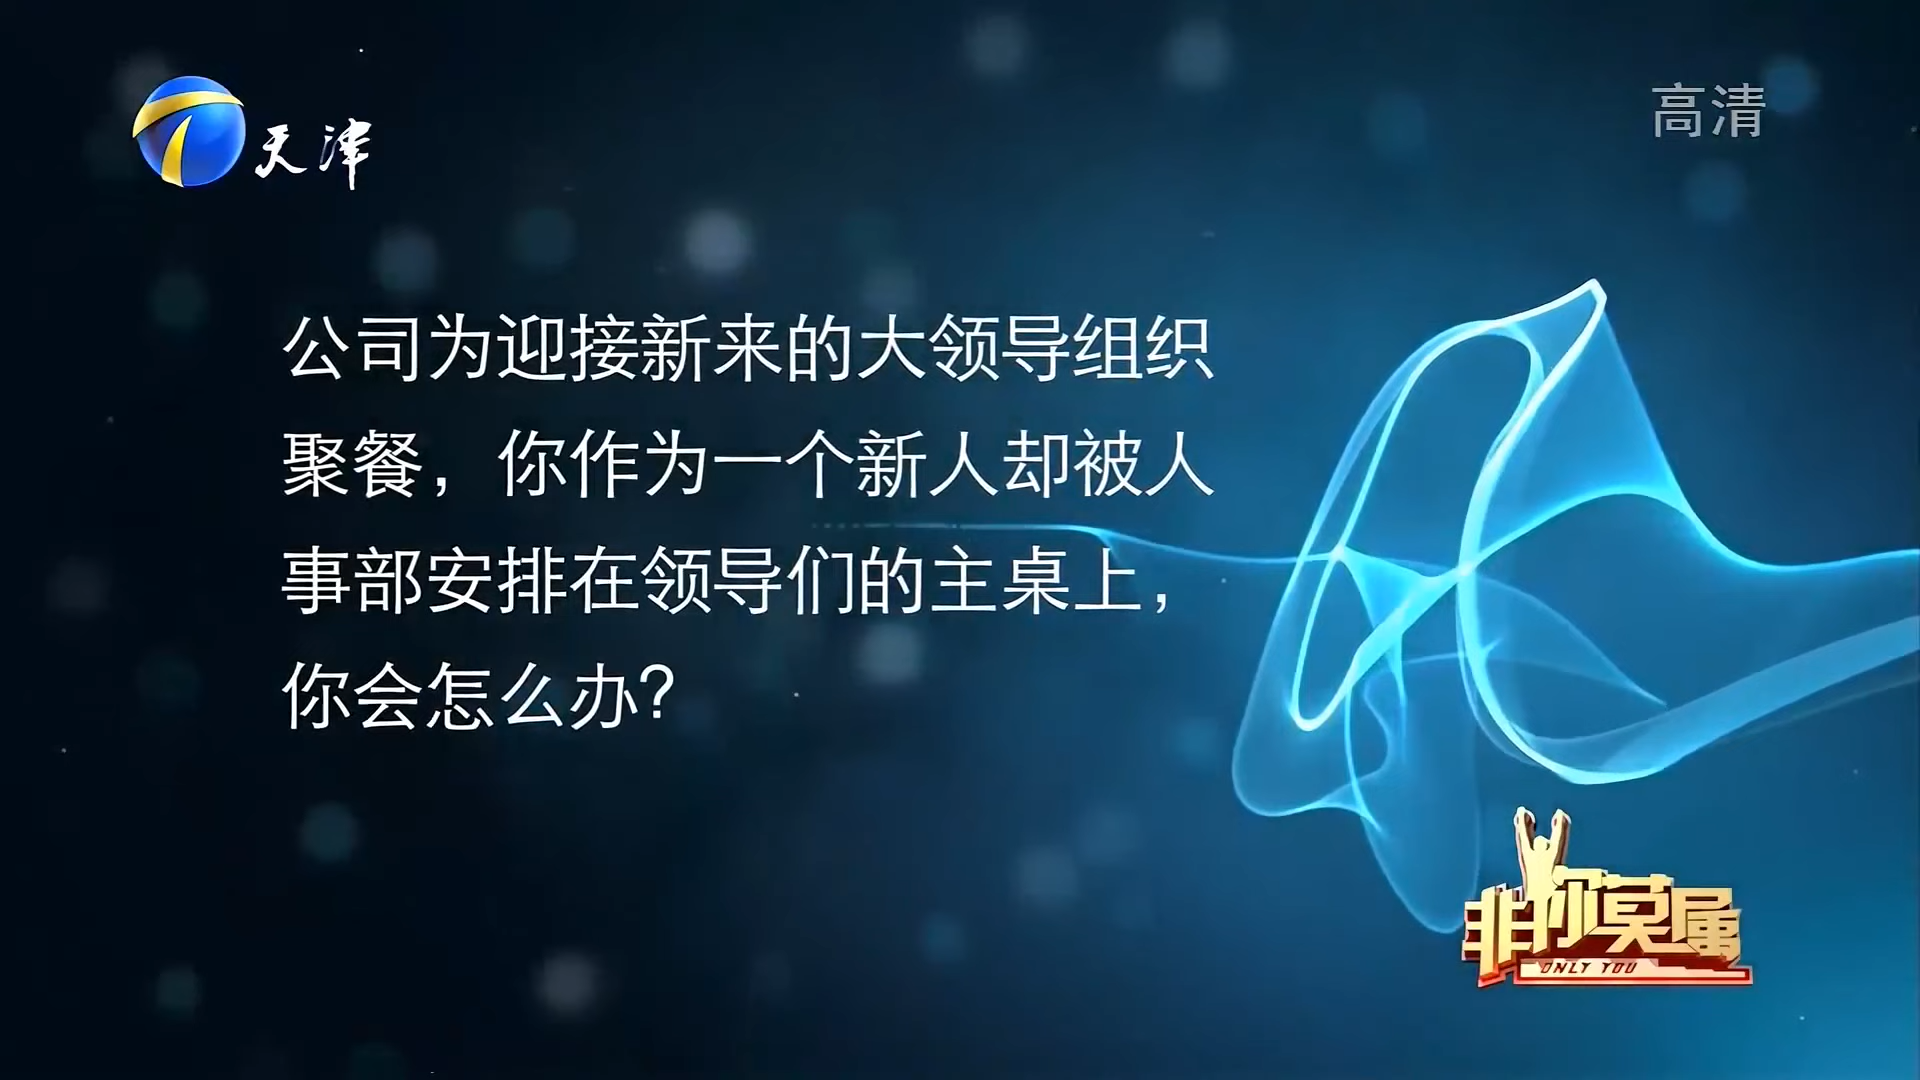 天津
高清
公司为迎接新来的大领导组织
聚餐，你作为一个新人却被人
事部安排在领导们的主桌上，
你会怎么办？
非你莫属
ONLY YOU